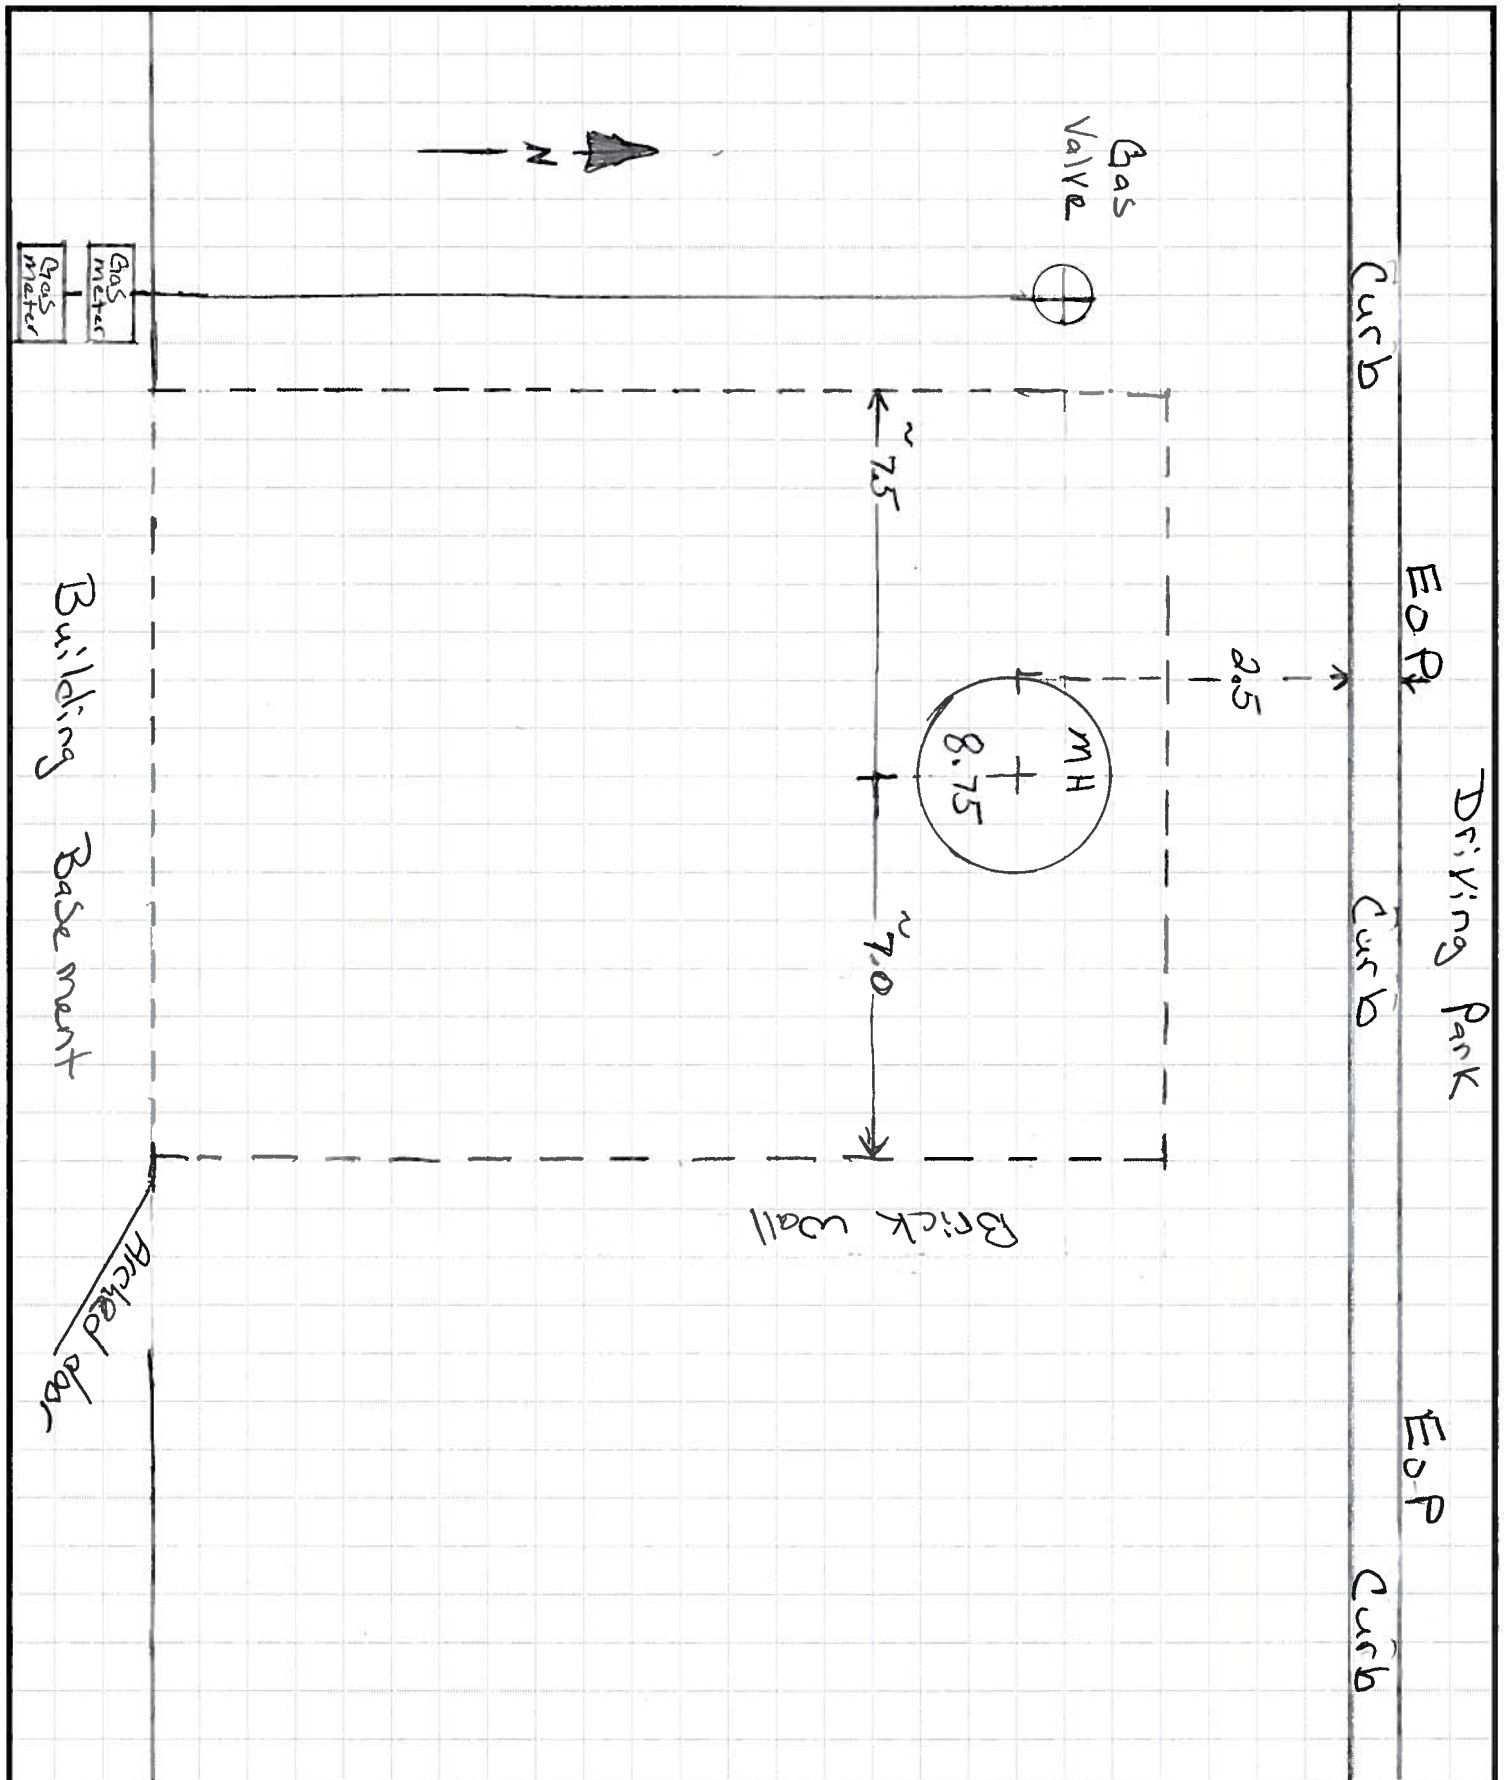 Driving Park
EOP
EOP
Curb
Curb
Curb
2.5
Gas
Valve
N
MH
8.75
~7.5
~7.0
Brick Wall
Gas
meter
Gas
meter
Building Basement
Arched door